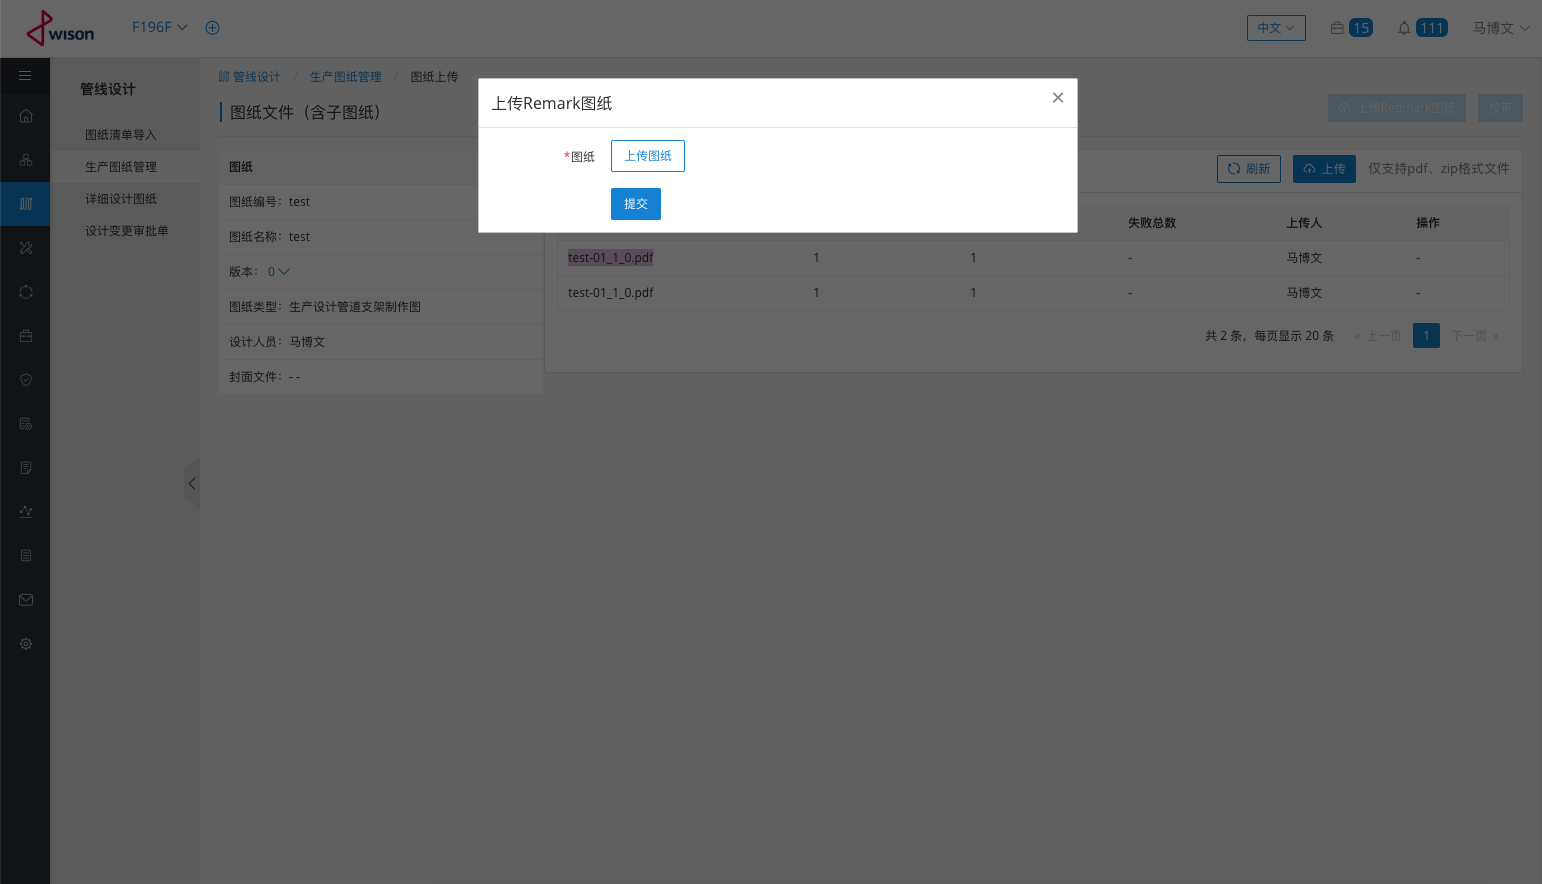 wison
F196F
中文
15
111
马博文
管线设计
图纸清单导入
生产图纸管理
详细设计图纸
设计变更审批单
管线设计 / 生产图纸管理 / 图纸上传
图纸文件（含子图纸）
上传Redmark图纸
校审
上传Remark图纸
*图纸
上传图纸
提交
图纸
图纸编号：test
图纸名称：test
版本： 0
图纸类型：生产设计管道支架制作图
设计人员：马博文
封面文件：- -
刷新
上传
仅支持pdf、zip格式文件
失败总数 上传人 操作
test-01_1_0.pdf 1 1 - 马博文 -
test-01_1_0.pdf 1 1 - 马博文 -
共 2 条，每页显示 20 条 « 上一页 1 下一页 »